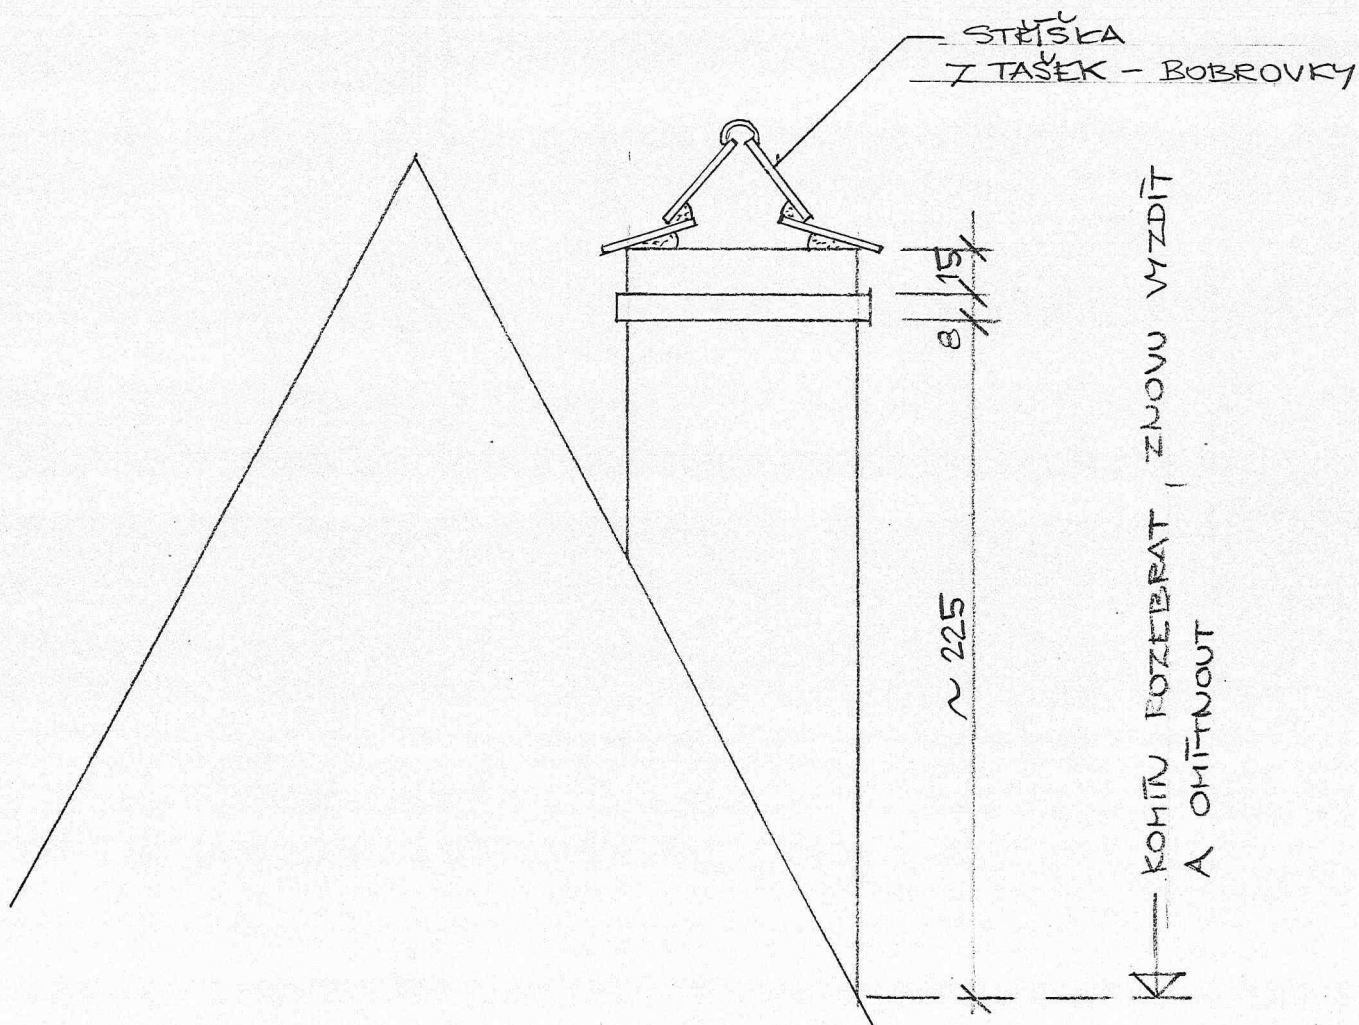 STŘÍŠKA
Z TAŠEK - BOBROVKY
15
8
~ 225
KOMÍN ROZEBRAT, ZNOVU VYZDÍT
A OMÍTNOUT